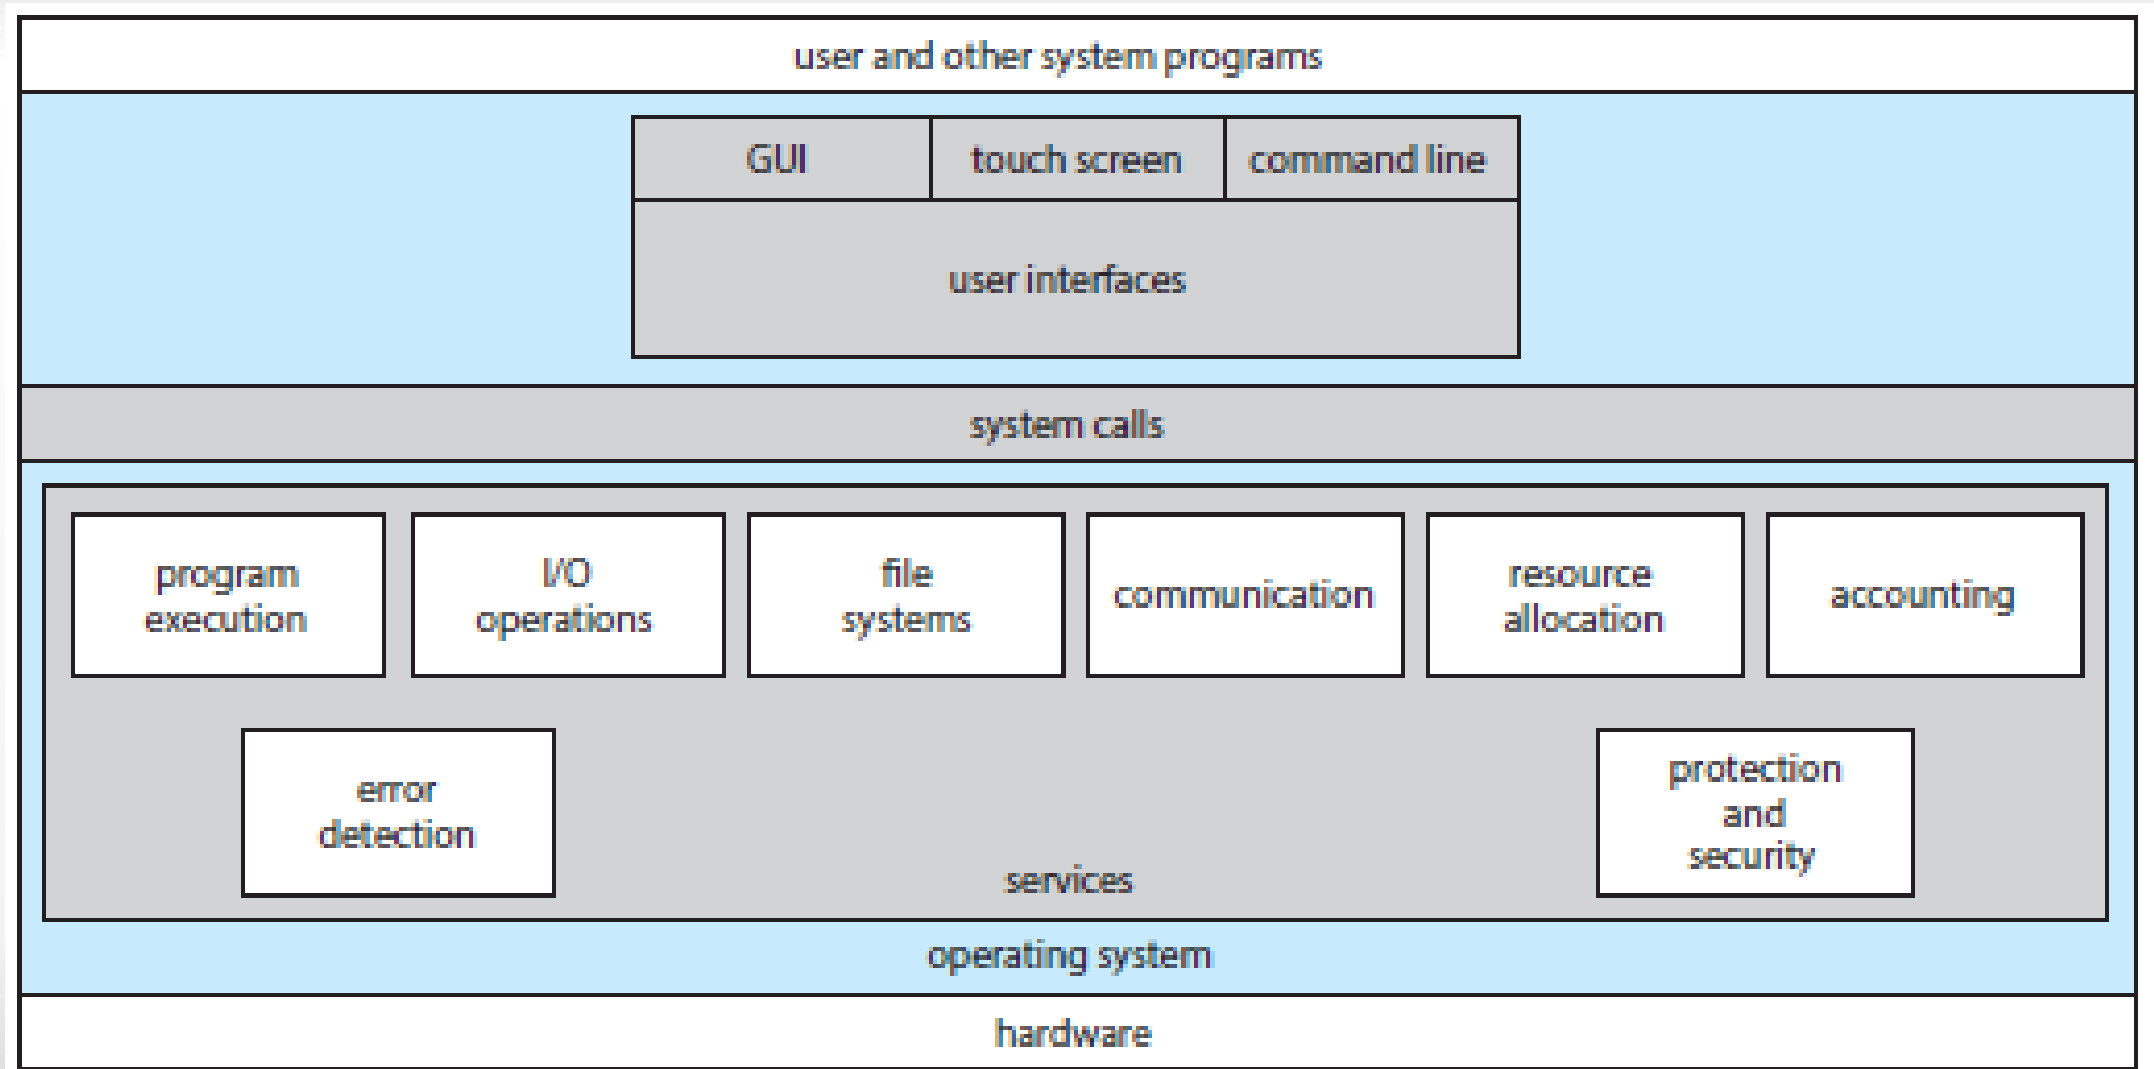 user and other system programs
GUI
touch screen
command line
user interfaces
system calls
program
execution
I/O
operations
file
systems
communication
resource
allocation
accounting
error
detection
protection
and
security
services
operating system
hardware